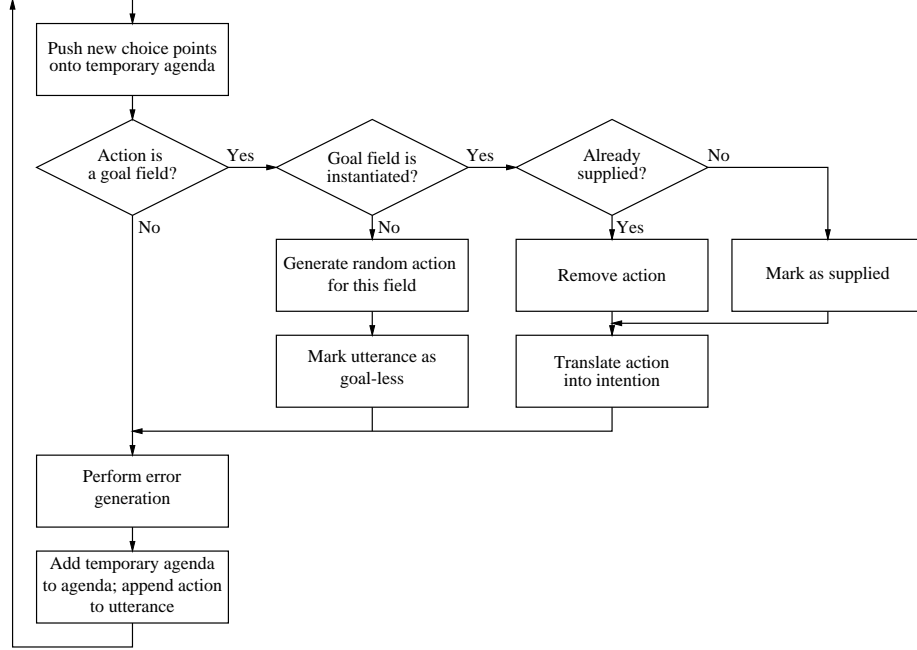 Push new choice points
onto temporary agenda
Action is
a goal field?
Yes
No
Goal field is
instantiated?
Yes
No
Already
supplied?
No
Yes
Generate random action
for this field
Remove action
Mark as supplied
Mark utterance as
goal-less
Translate action
into intention
Perform error
generation
Add temporary agenda
to agenda; append action
to utterance